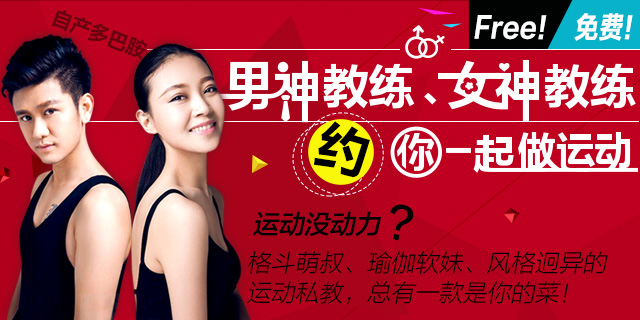 自产多巴胺
Free! 免费!
男神教练、女神教练
约你一起做运动
运动没动力?
格斗萌叔、瑜伽软妹、风格迥异的
运动私教，总有一款是你的菜!